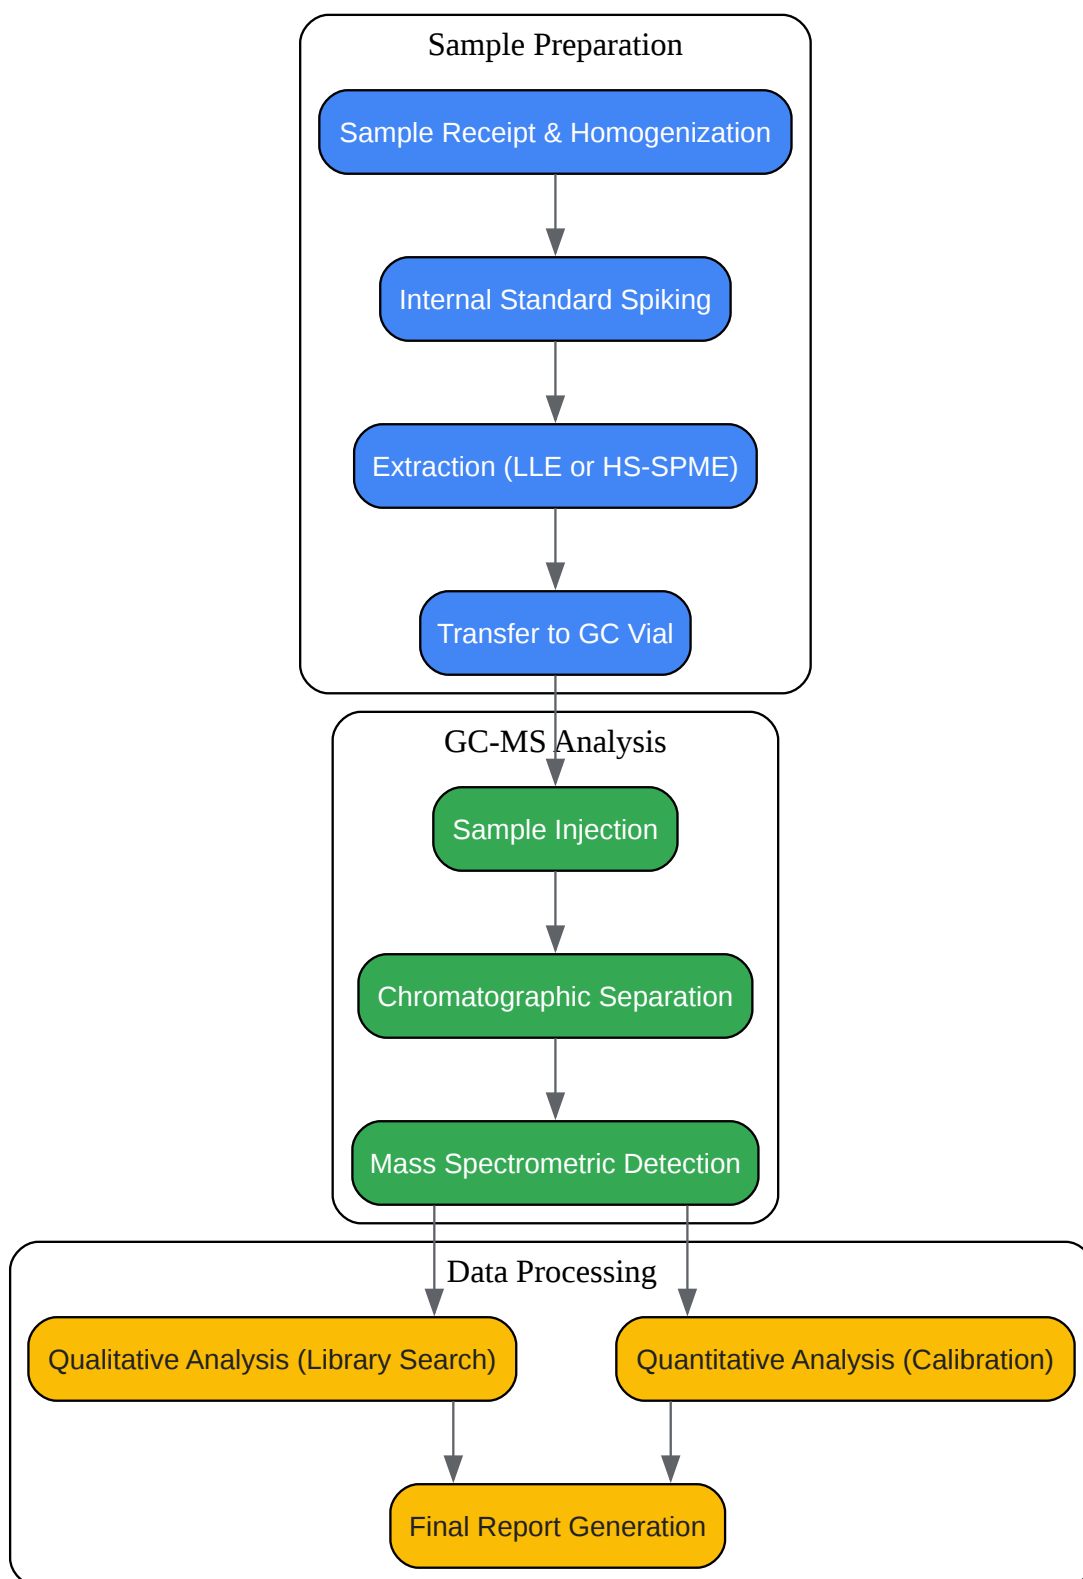 Sample Preparation
Sample Receipt & Homogenization
Internal Standard Spiking
Extraction (LLE or HS-SPME)
Transfer to GC Vial
GC-MS Analysis
Sample Injection
Chromatographic Separation
Mass Spectrometric Detection
Data Processing
Qualitative Analysis (Library Search)
Quantitative Analysis (Calibration)
Final Report Generation